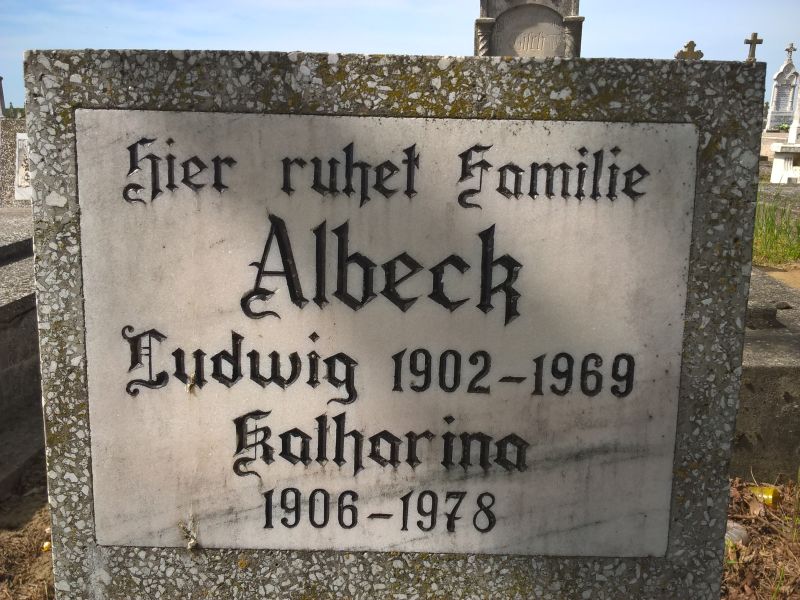 Hier ruhet Familie
Albeck
Ludwig 1902-1969
Katharina
1906-1978